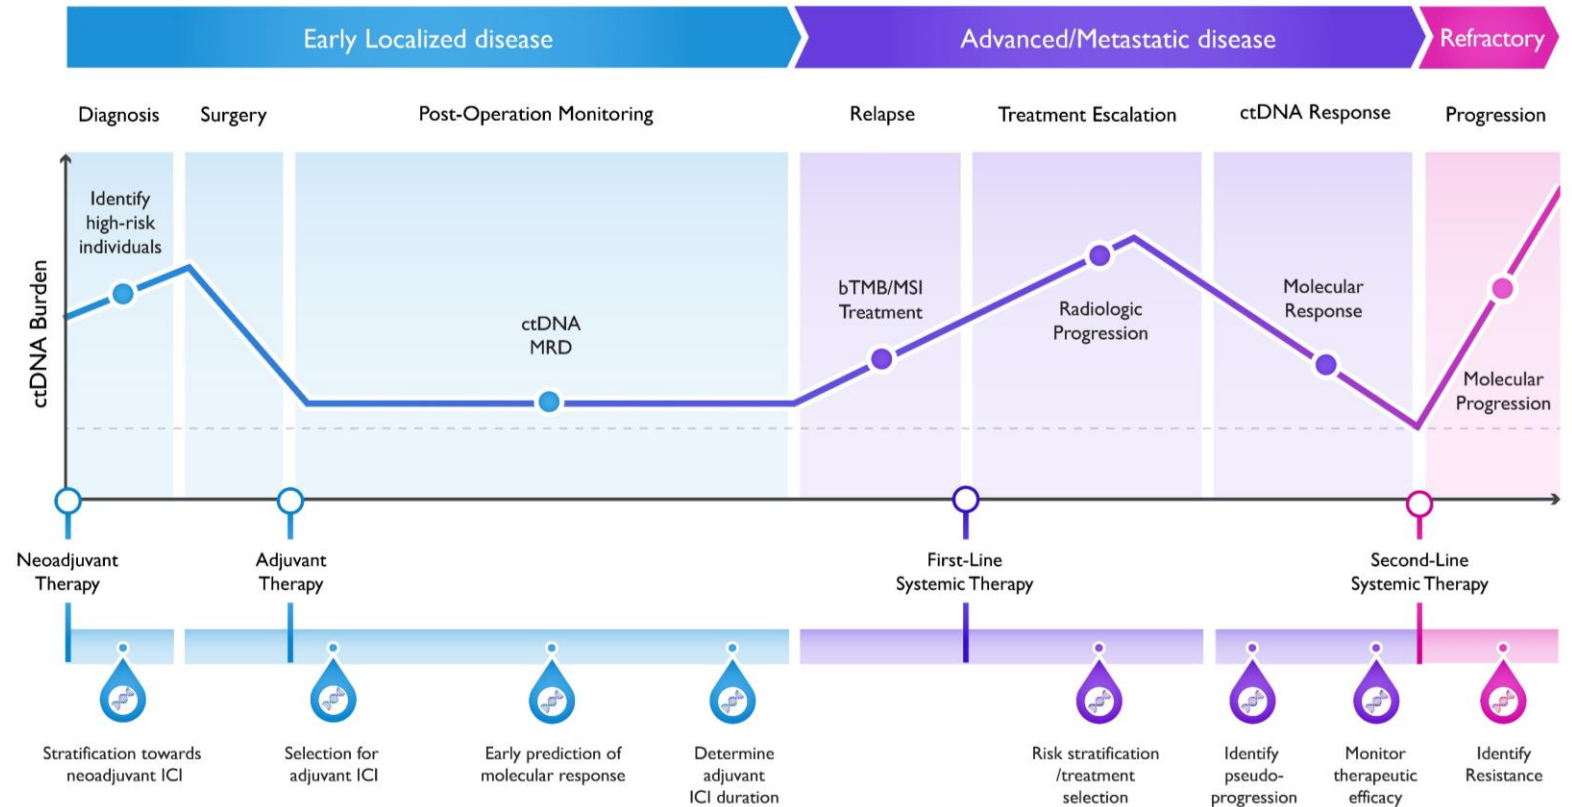 Early Localized disease
Advanced/Metastatic disease
Refractory
Diagnosis
Surgery
Post-Operation Monitoring
Relapse
Treatment Escalation
ctDNA Response
Progression
ctDNA Burden
Identify
high-risk
individuals
ctDNA
MRD
bTMB/MSI
Treatment
Radiologic
Progression
Molecular
Response
Molecular
Progression
Neoadjuvant
Therapy
Adjuvant
Therapy
First-Line
Systemic Therapy
Second-Line
Systemic Therapy
Stratification towards
neoadjuvant ICI
Selection for
adjuvant ICI
Early prediction of
molecular response
Determine
adjuvant
ICI duration
Risk stratification
/treatment
selection
Identify
pseudo-
progression
Monitor
therapeutic
efficacy
Identify
Resistance